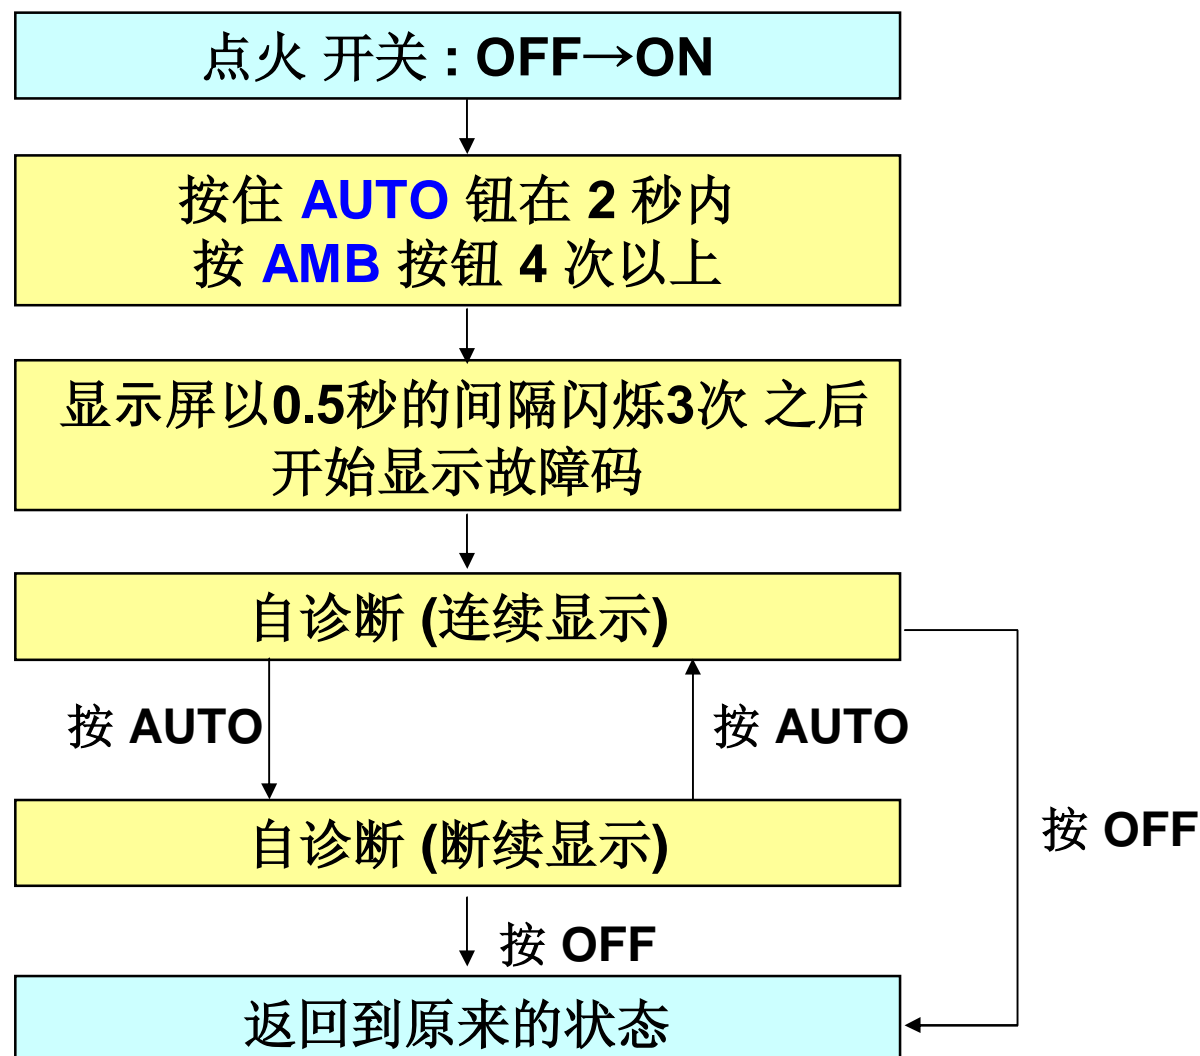 点火 开关 : OFF→ON
按住 AUTO 钮在 2 秒内
按 AMB 按钮 4 次以上
显示屏以0.5秒的间隔闪烁3次 之后
开始显示故障码
自诊断 (连续显示)
按 AUTO
按 AUTO
按 OFF
自诊断 (断续显示)
按 OFF
返回到原来的状态